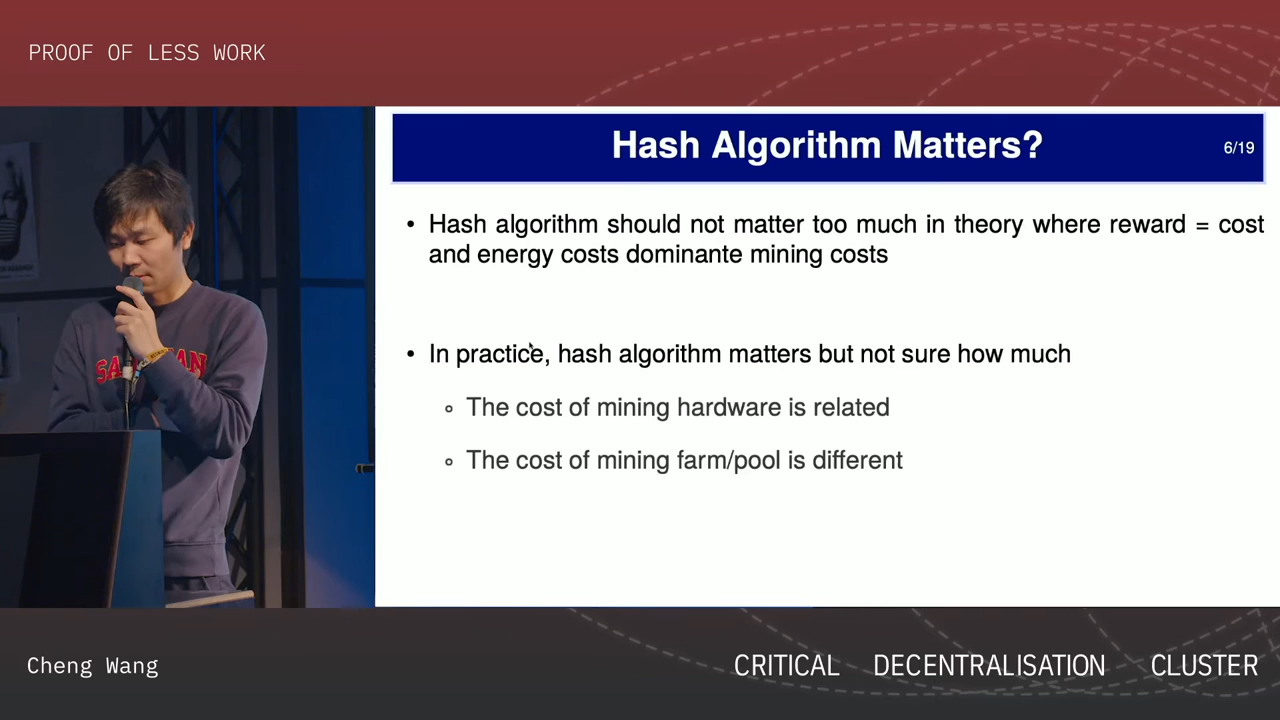 PROOF OF LESS WORK
Hash Algorithm Matters?
6/19
• Hash algorithm should not matter too much in theory where reward = cost
and energy costs dominante mining costs
• In practice, hash algorithm matters but not sure how much
The cost of mining hardware is related
The cost of mining farm/pool is different
Cheng Wang
CRITICAL DECENTRALISATION CLUSTER